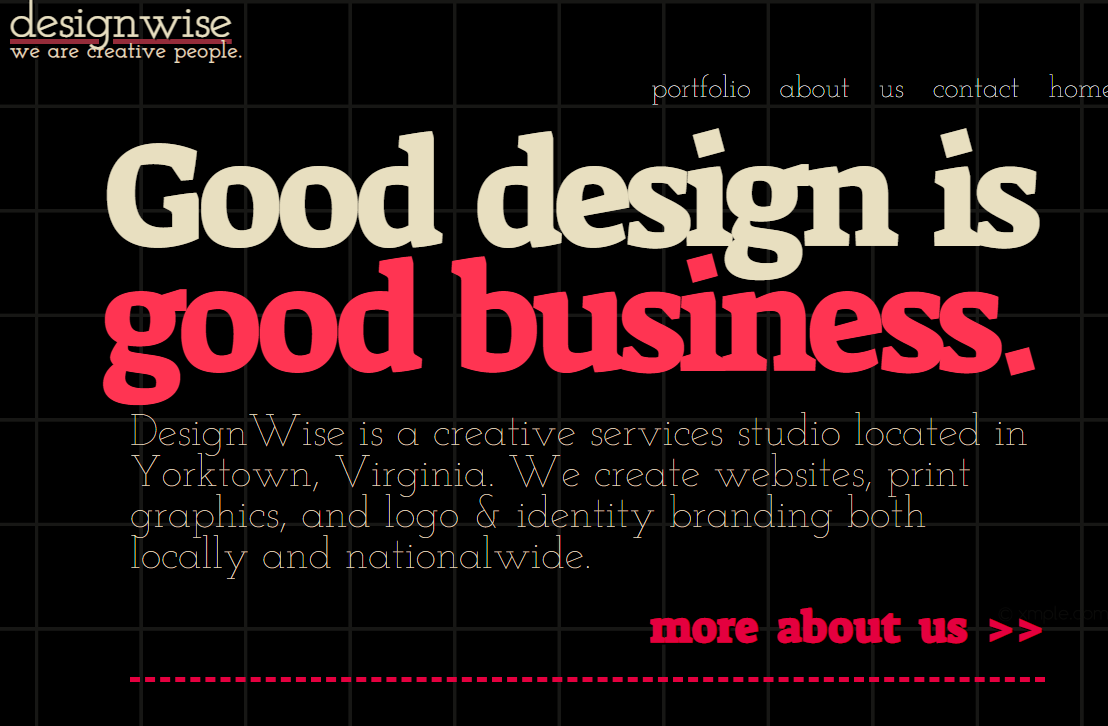 designwise
we are creative people.
portfolio about us contact home
Good design is
good business.
DesignWise is a creative services studio located in
Yorktown, Virginia. We create websites, print
graphics, and logo & identity branding both
locally and nationalwide.
more about us >>